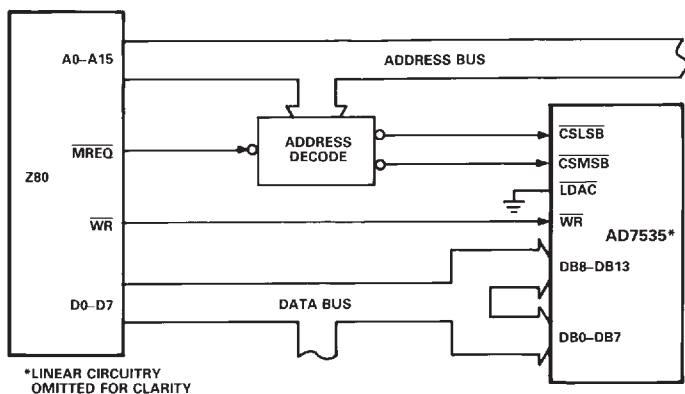 A0–A15
ADDRESS BUS
ADDRESS
DECODE
CSLSB
MREQ
CSMSB
Z80
LDAC
WR
WR
AD7535*
DB8–DB13
D0–D7
DATA BUS
DB0–DB7
*LINEAR CIRCUITRY
OMITTED FOR CLARITY